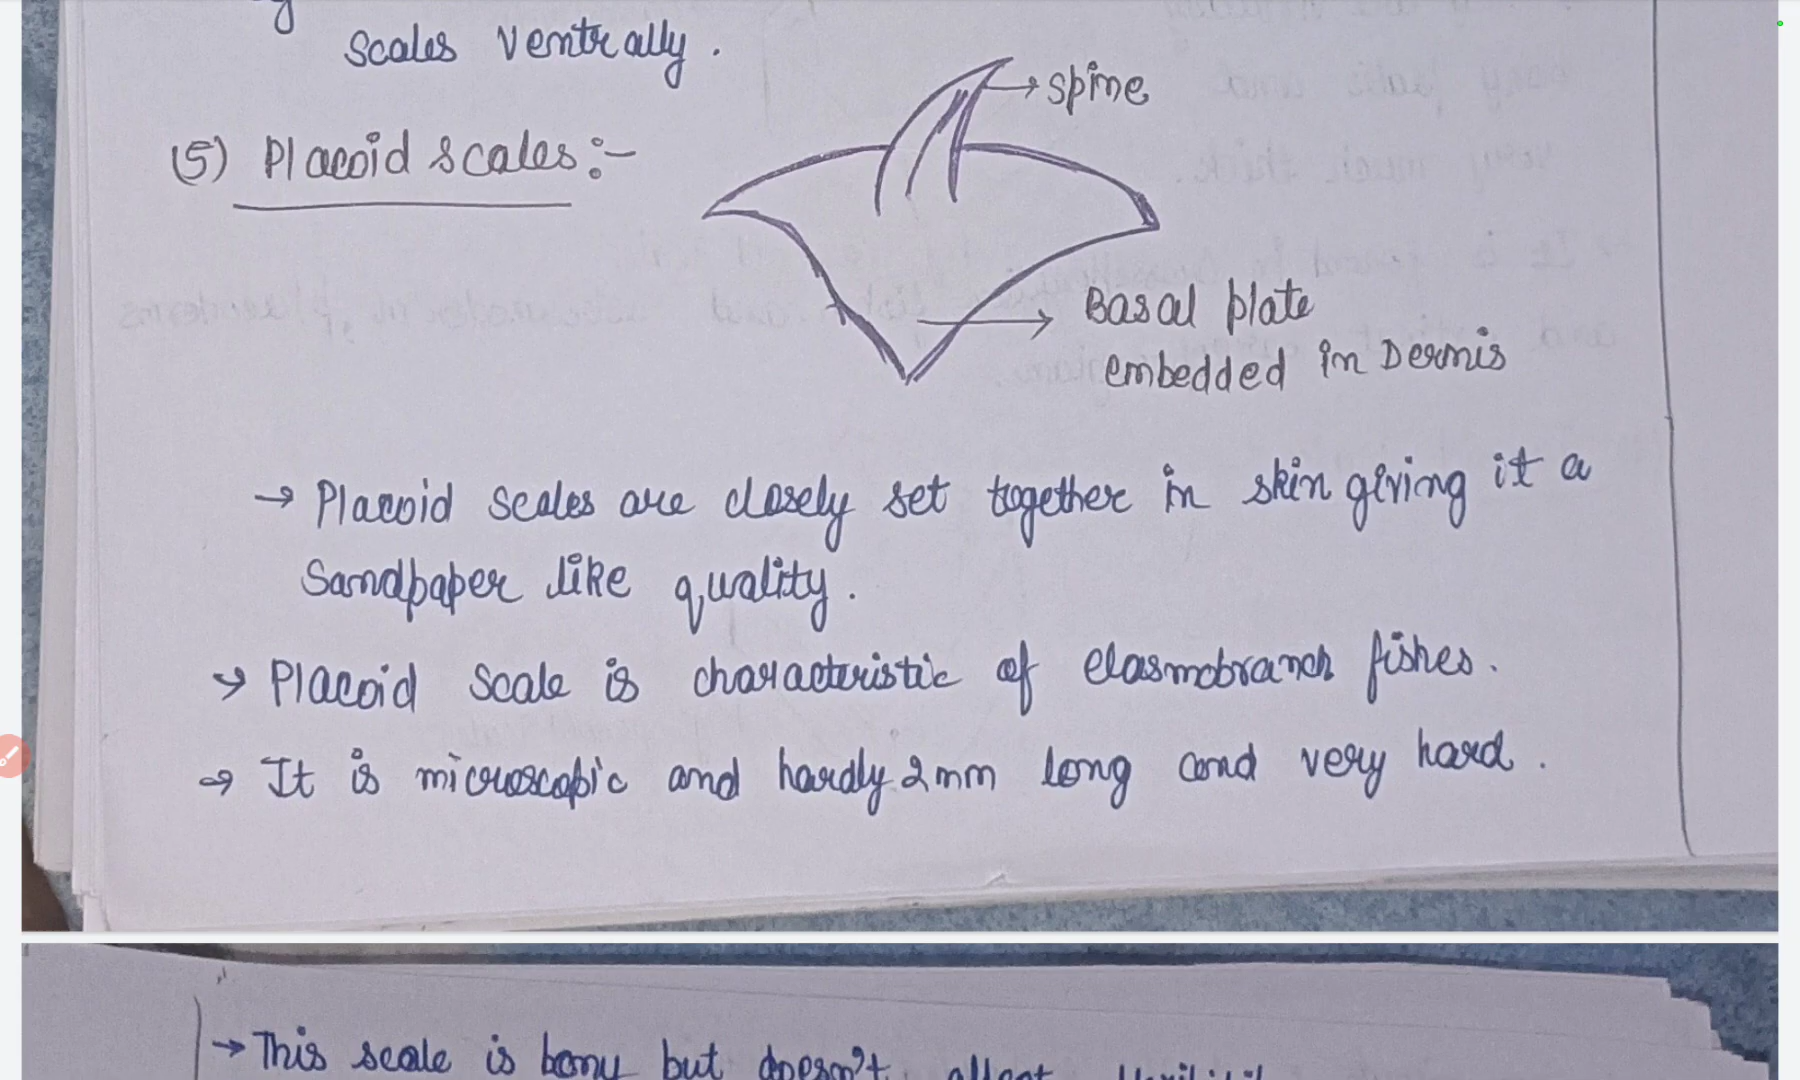 scales ventrally.
→ spine
(5) Placoid scales :-
Basal plate
embedded in Dermis
→ Placoid scales are closely set together in skin giving it a
sandpaper like quality.
→ Placoid scale is characteristic of elasmobranch fishes.
→ It is microscopic and hardly 2mm long and very hard.
→ This scale is bony but doesn't affect